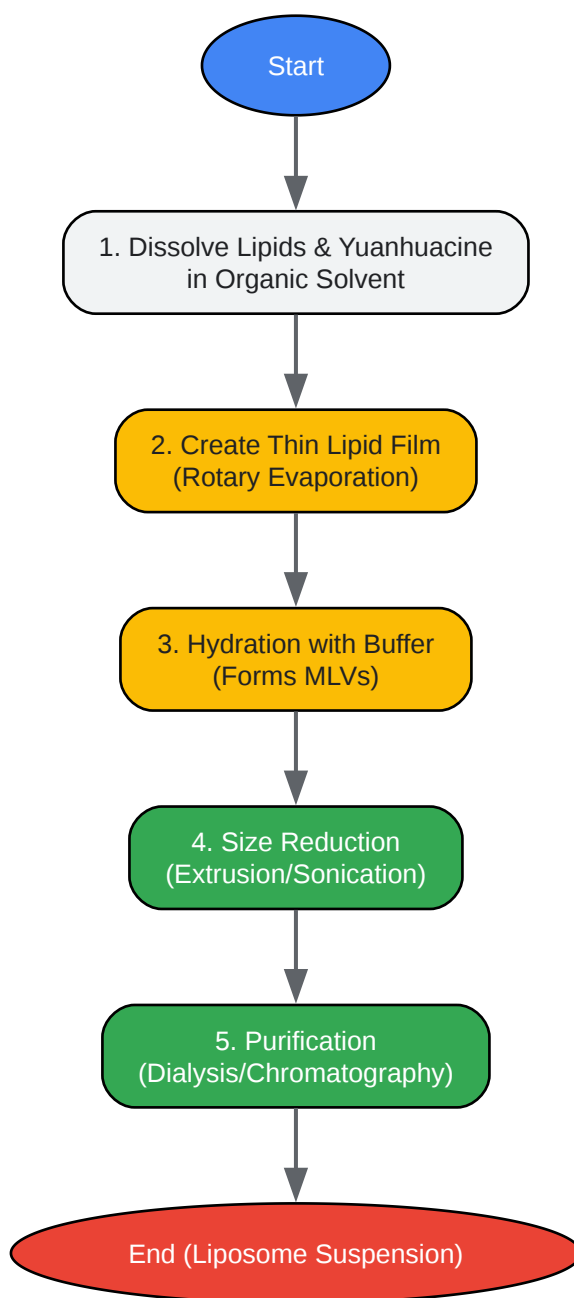 Start
1. Dissolve Lipids & Yuanhuacine
in Organic Solvent
2. Create Thin Lipid Film
(Rotary Evaporation)
3. Hydration with Buffer
(Forms MLVs)
4. Size Reduction
(Extrusion/Sonication)
5. Purification
(Dialysis/Chromatography)
End (Liposome Suspension)